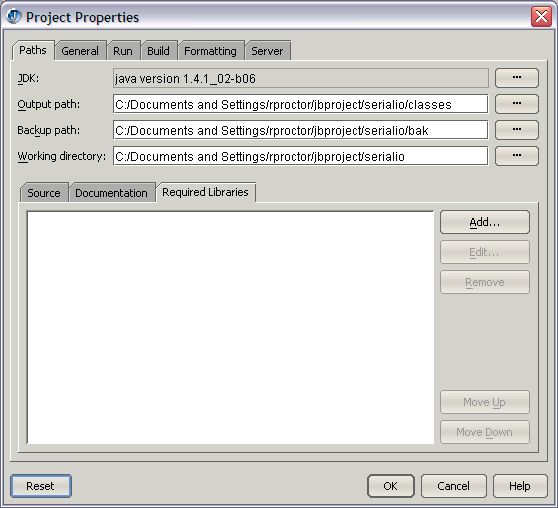 Project Properties
Paths General Run Build Formatting Server
JDK: java version 1.4.1_02-b06 ...
Output path: C:/Documents and Settings/rproctor/jbproject/serialio/classes ...
Backup path: C:/Documents and Settings/rproctor/jbproject/serialio/bak ...
Working directory: C:/Documents and Settings/rproctor/jbproject/serialio ...
Source Documentation Required Libraries
Add...
Edit...
Remove
Move Up
Move Down
Reset OK Cancel Help